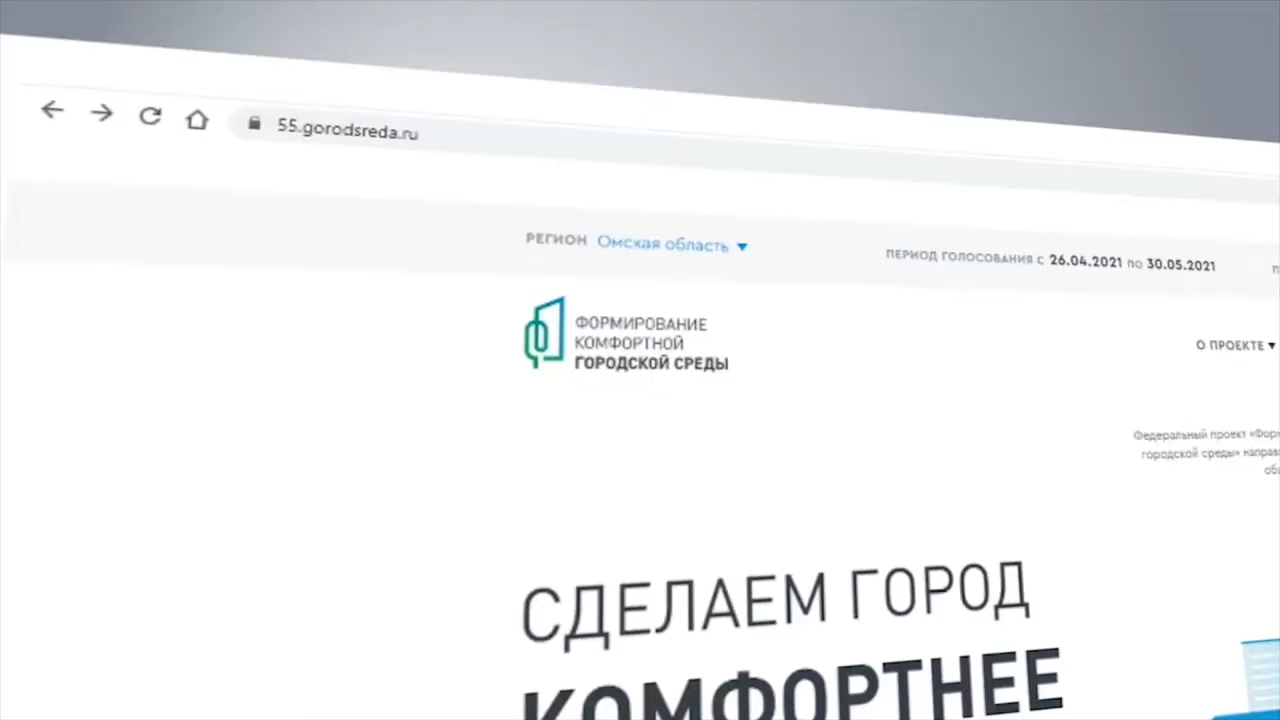 55.gorodsreda.ru
РЕГИОН Омская область
ПЕРИОД ГОЛОСОВАНИЯ С 26.04.2021 по 30.05.2021
ФОРМИРОВАНИЕ
КОМФОРТНОЙ
ГОРОДСКОЙ СРЕДЫ
О ПРОЕКТЕ
Федеральный проект
городской среды»
СДЕЛАЕМ ГОРОД
КОМФОРТНЕЕ